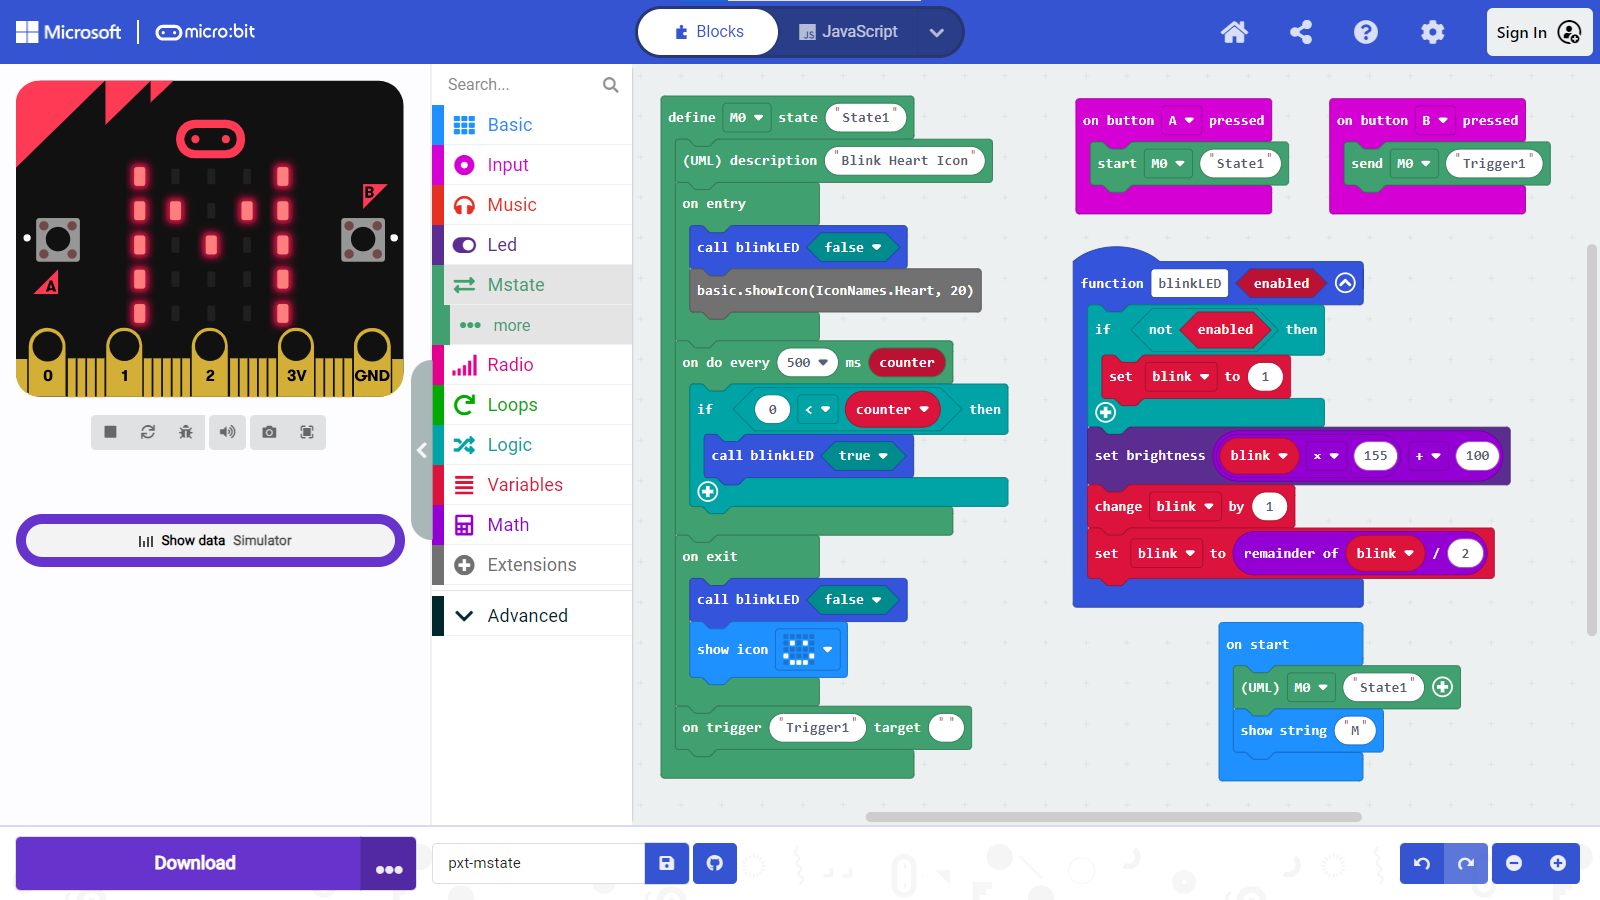 Microsoft
micro:bit
Blocks
JS JavaScript
Sign In
B
A
0 1 2 3V GND
Show data Simulator
Search...
Basic
Input
Music
Led
Mstate
more
Radio
Loops
Logic
Variables
Math
Extensions
Advanced
define M0 state "State1"
(UML) description "Blink Heart Icon"
on entry
call blinkLED false
basic.showIcon(IconNames.Heart, 20)
on do every 500 ms counter
if 0 < counter then
call blinkLED true
on exit
call blinkLED false
show icon
on trigger "Trigger1" target " "
on button A pressed
start M0 "State1"
on button B pressed
send M0 "Trigger1"
function blinkLED enabled
if not enabled then
set blink to 1
set brightness blink × 155 + 100
change blink by 1
set blink to remainder of blink / 2
on start
(UML) M0 "State1"
show string "M"
Download
pxt-mstate